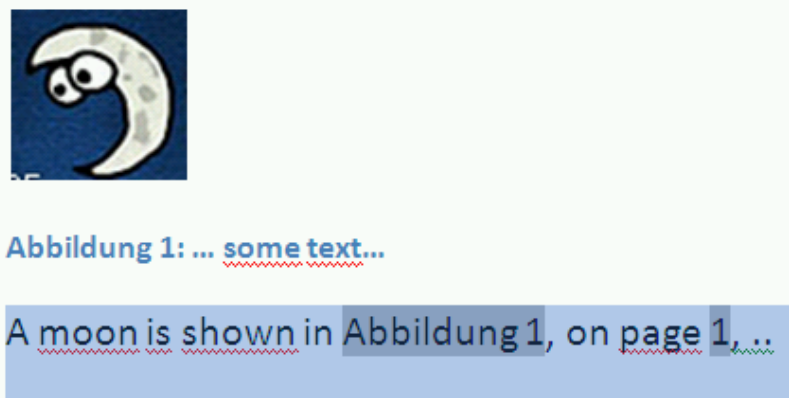 Abbildung 1: ... some text...
A moon is shown in Abbildung 1, on page 1, ..